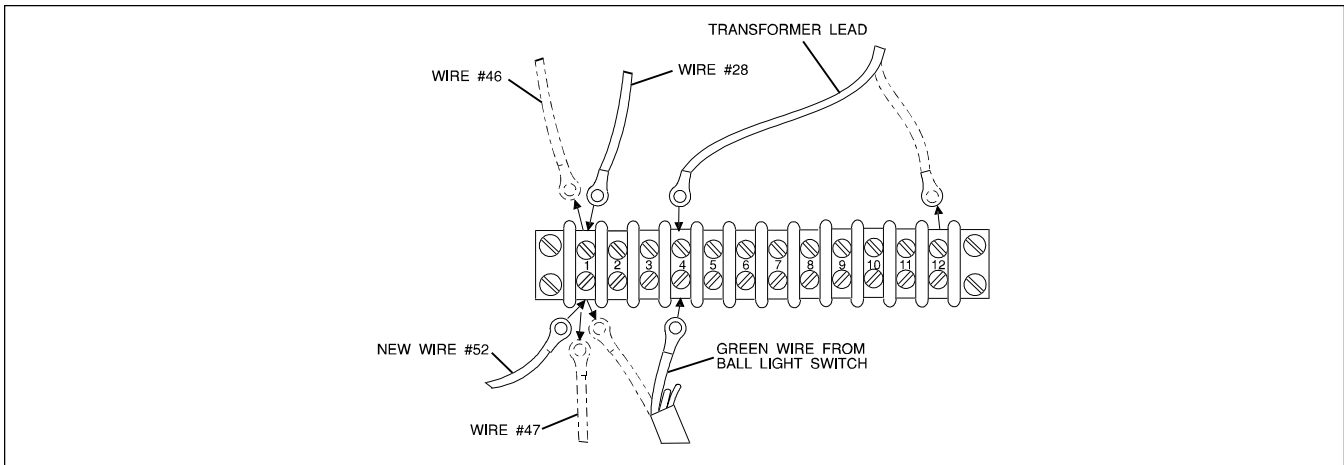 TRANSFORMER LEAD
WIRE #46
WIRE #28
1 2 3 4 5 6 7 8 9 10 11 12
NEW WIRE #52
GREEN WIRE FROM
BALL LIGHT SWITCH
WIRE #47